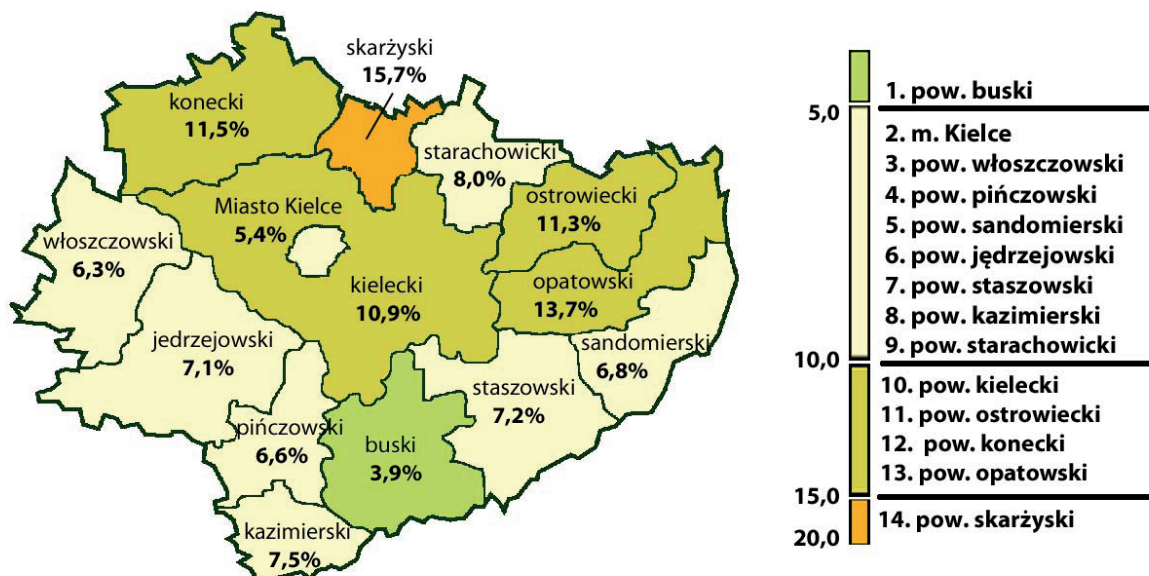 skarżyski
15,7%
konecki
11,5%
starachowicki
8,0%
ostrowiecki
11,3%
Miasto Kielce
5,4%
włoszczowski
6,3%
kielecki
10,9%
opatowski
13,7%
jedrzejowski
7,1%
sandomierski
6,8%
staszowski
7,2%
pińczowski
6,6%
buski
3,9%
kazimierski
7,5%
1. pow. buski
5,0
2. m. Kielce
3. pow. włoszczowski
4. pow. pińczowski
5. pow. sandomierski
6. pow. jędrzejowski
7. pow. staszowski
8. pow. kazimierski
9. pow. starachowicki
10,0
10. pow. kielecki
11. pow. ostrowiecki
12. pow. konecki
13. pow. opatowski
15,0
14. pow. skarżyski
20,0